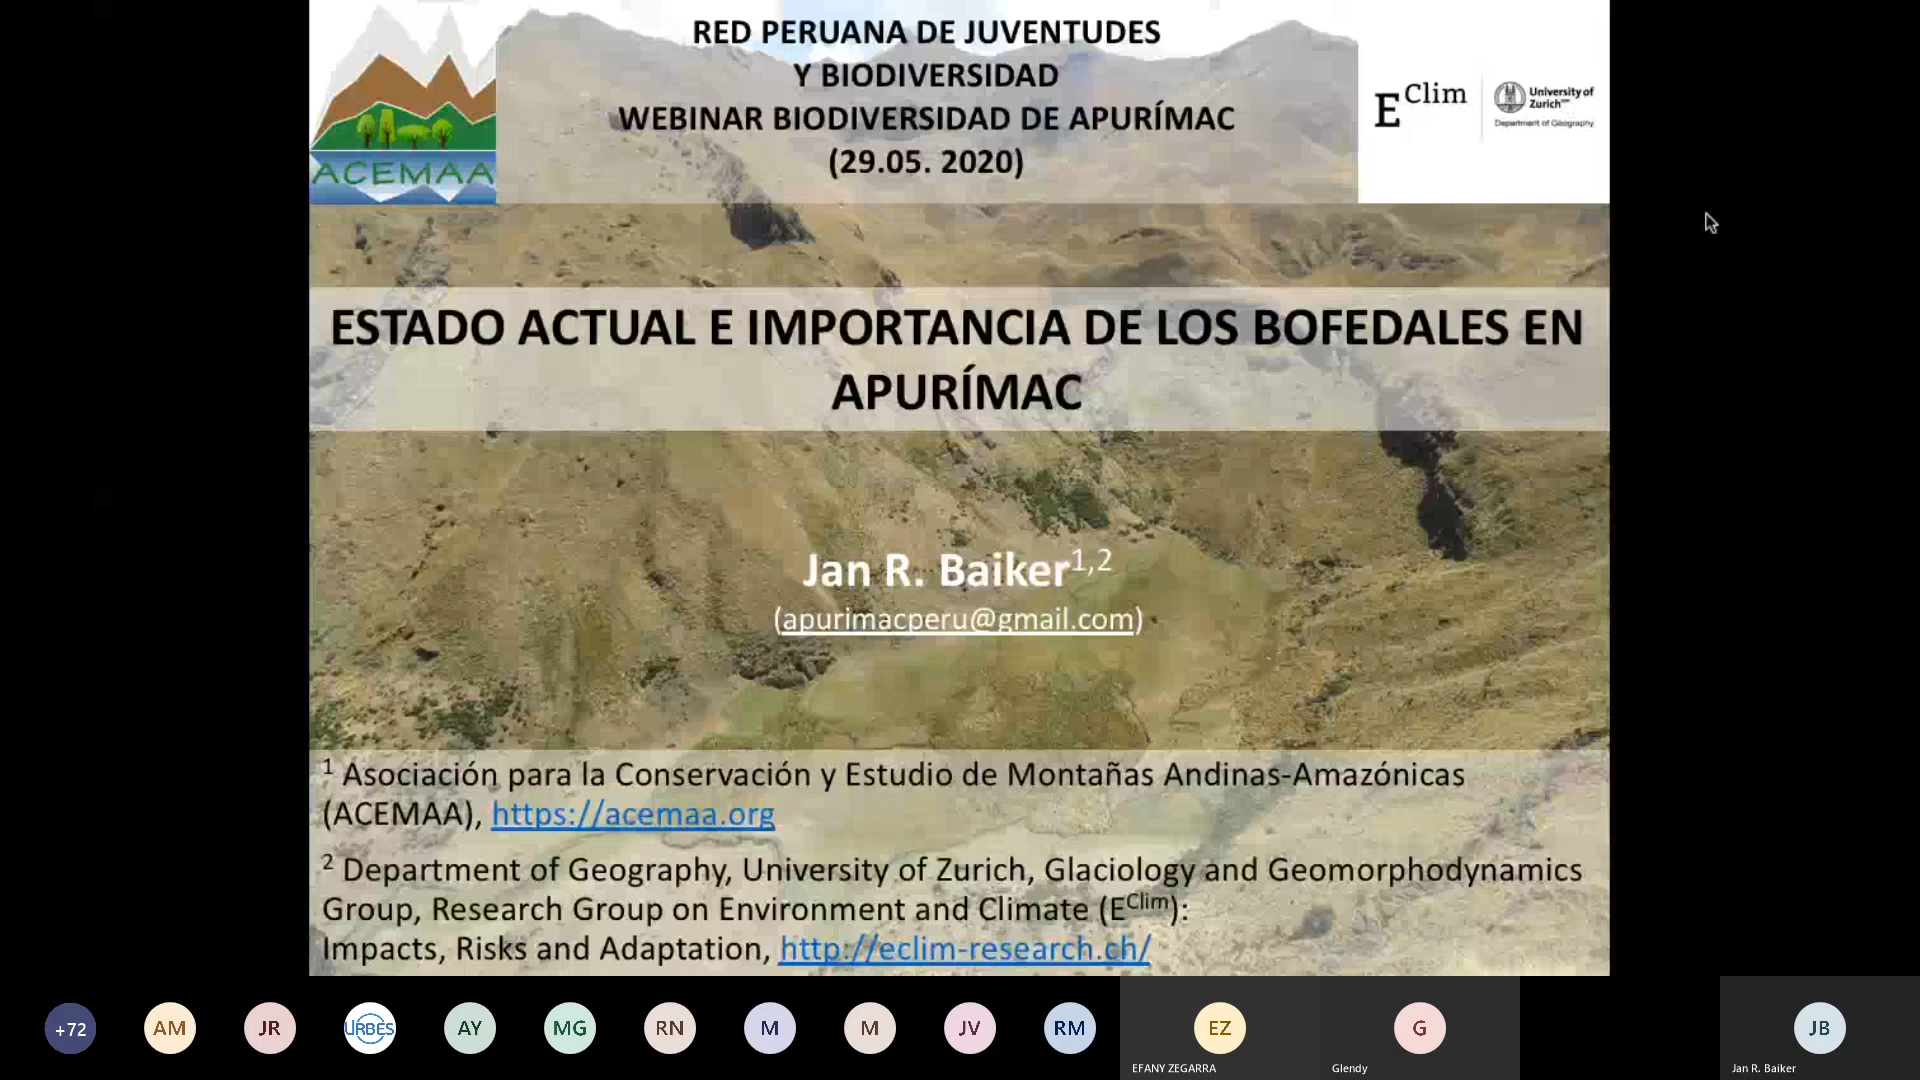 RED PERUANA DE JUVENTUDES
Y BIODIVERSIDAD
WEBINAR BIODIVERSIDAD DE APURÍMAC
(29.05. 2020)
ACEMAA
E Clim
University of
Zurich UZH
Department of Geography
ESTADO ACTUAL E IMPORTANCIA DE LOS BOFEDALES EN
APURÍMAC
Jan R. Baiker1,2
(apurimacperu@gmail.com)
1 Asociación para la Conservación y Estudio de Montañas Andinas-Amazónicas
(ACEMAA), https://acemaa.org
2 Department of Geography, University of Zurich, Glaciology and Geomorphodynamics
Group, Research Group on Environment and Climate (EClim):
Impacts, Risks and Adaptation, http://eclim-research.ch/
+72
AM
JR
URBES
AY
MG
RN
M
M
JV
RM
EZ
EFANY ZEGARRA
G
Glendy
JB
Jan R. Baiker